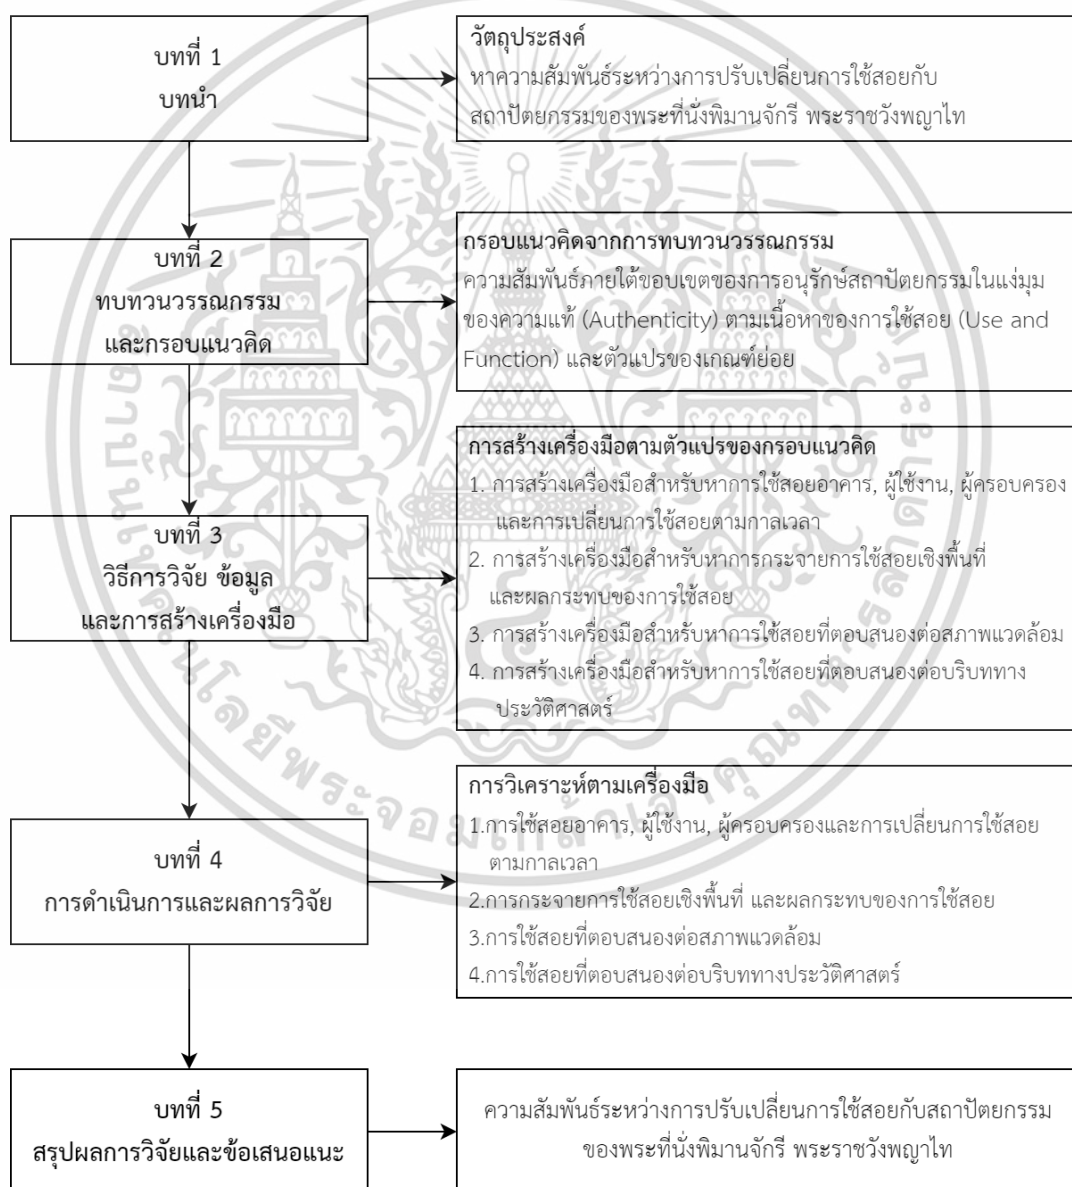 บทที่ 1
บทนำ
วัตถุประสงค์
หาความสัมพันธ์ระหว่างการปรับเปลี่ยนการใช้สอยกับ
สถาปัตยกรรมของพระที่นั่งพิมานจักรี พระราชวังพญาไท
บทที่ 2
ทบทวนวรรณกรรม
และกรอบแนวคิด
กรอบแนวคิดจากการทบทวนวรรณกรรม
ความสัมพันธ์ภายใต้ขอบเขตของการอนุรักษ์สถาปัตยกรรมในแง่มุม
ของความแท้ (Authenticity) ตามเนื้อหาของการใช้สอย (Use and
Function) และตัวแปรของเกณฑ์ย่อย
บทที่ 3
วิธีการวิจัย ข้อมูล
และการสร้างเครื่องมือ
การสร้างเครื่องมือตามตัวแปรของกรอบแนวคิด
1. การสร้างเครื่องมือสำหรับหาการใช้สอยอาคาร, ผู้ใช้งาน, ผู้ครอบครอง
และการเปลี่ยนการใช้สอยตามกาลเวลา
2. การสร้างเครื่องมือสำหรับหาการกระจายการใช้สอยเชิงพื้นที่
และผลกระทบของการใช้สอย
3. การสร้างเครื่องมือสำหรับหาการใช้สอยที่ตอบสนองต่อสภาพแวดล้อม
4. การสร้างเครื่องมือสำหรับหาการใช้สอยที่ตอบสนองต่อบริบททาง
ประวัติศาสตร์
บทที่ 4
การดำเนินการและผลการวิจัย
การวิเคราะห์ตามเครื่องมือ
1.การใช้สอยอาคาร, ผู้ใช้งาน, ผู้ครอบครองและการเปลี่ยนการใช้สอย
ตามกาลเวลา
2.การกระจายการใช้สอยเชิงพื้นที่ และผลกระทบของการใช้สอย
3.การใช้สอยที่ตอบสนองต่อสภาพแวดล้อม
4.การใช้สอยที่ตอบสนองต่อบริบททางประวัติศาสตร์
บทที่ 5
สรุปผลการวิจัยและข้อเสนอแนะ
ความสัมพันธ์ระหว่างการปรับเปลี่ยนการใช้สอยกับสถาปัตยกรรม
ของพระที่นั่งพิมานจักรี พระราชวังพญาไท
สถาบันเทคโนโลยีพระจอมเกล้าเจ้าคุณทหารลาดกระบัง